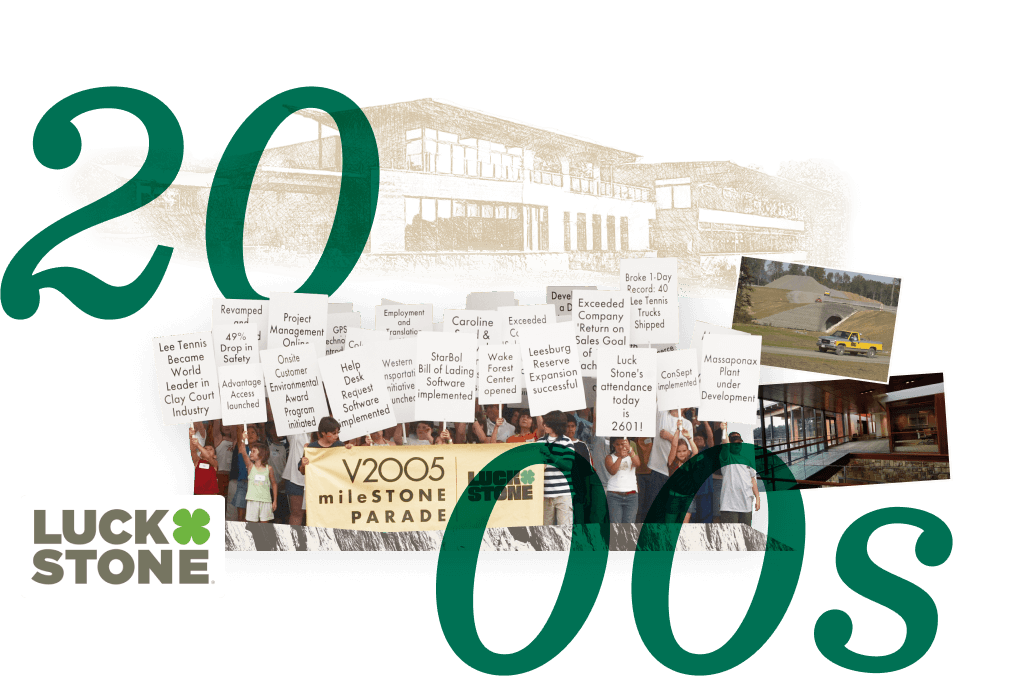 20
00s
Broke 1-Day
Record: 40
Lee Tennis
Trucks
Shipped
Revamped
and
Project
Management
Online
GPS
Employment
and
Translation
Caroline
Exceeded
Exceeded
Company
'Return on
Sales Goal
of
Lee Tennis
Became
World
Leader in
Clay Court
Industry
49%
Drop in
Safety
Advantage
Access
launched
Onsite
Customer
Environmental
Award
Program
initiated
Help
Desk
Request
Software
implemented
Western
StarBol
Bill of Lading
Software
implemented
Wake
Forest
Center
opened
Leesburg
Reserve
Expansion
successful
Luck
Stone's
attendance
today
is
2601!
ConSept
implemented
Massaponax
Plant
under
Development
V2005
mileSTONE
PARADE
LUCK
STONE
LUCK
STONE